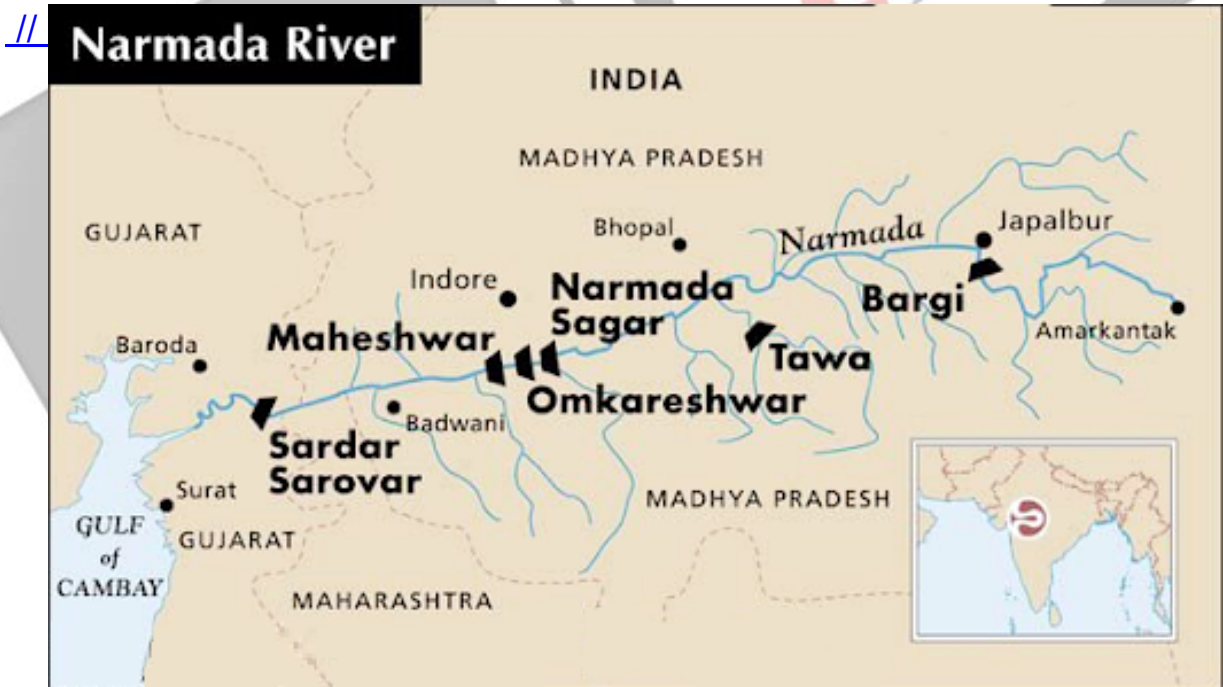 //
Narmada River
INDIA
MADHYA PRADESH
GUJARAT
Bhopal
Narmada
Japalbur
Indore
Narmada
Sagar
Bargi
Maheshwar
Amarkantak
Baroda
Tawa
Omkareshwar
Badwani
Sardar
Sarovar
Surat
MADHYA PRADESH
GULF
of
CAMBAY
GUJARAT
MAHARASHTRA